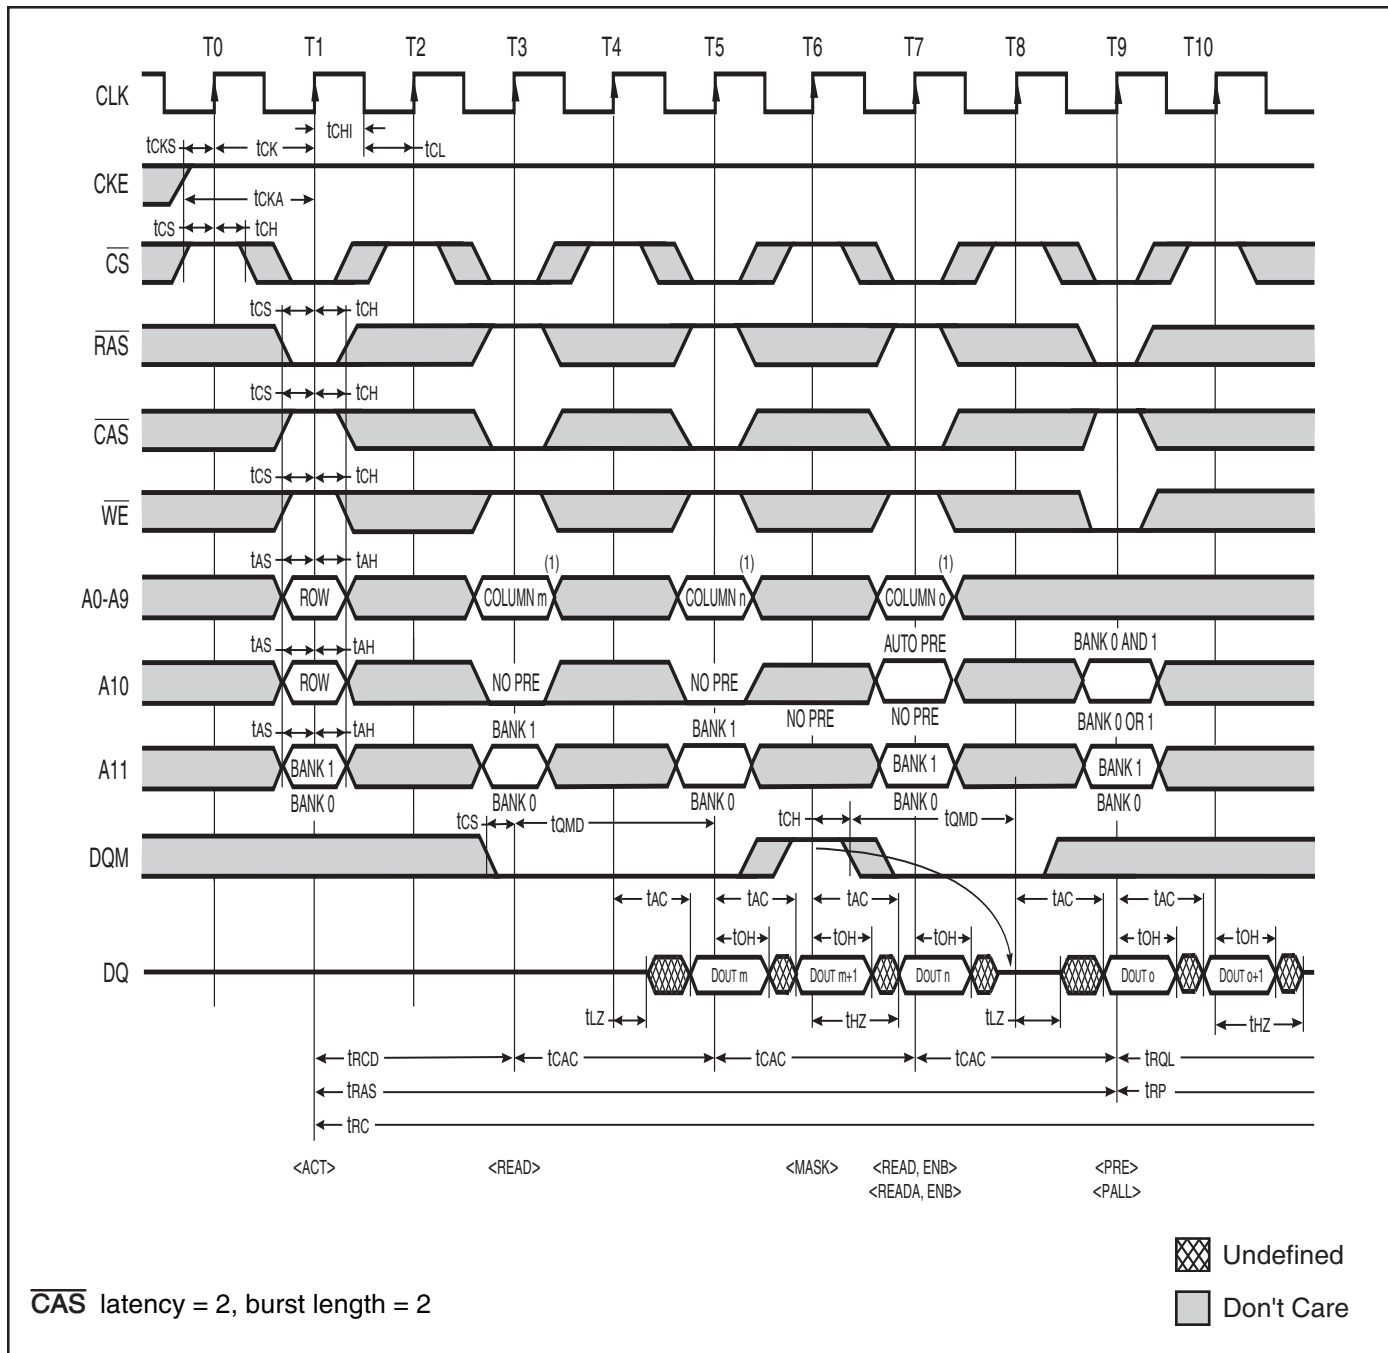 T0 T1 T2 T3 T4 T5 T6 T7 T8 T9 T10
CLK
tCHI
tCKS tCK tCL
CKE
tCKA
tCS tCH
CS
tCS tCH
RAS
tCS tCH
CAS
tCS tCH
WE
tAS tAH (1) (1) (1)
A0-A9 ROW COLUMN m COLUMN n COLUMN o
tAS tAH AUTO PRE BANK 0 AND 1
A10 ROW NO PRE NO PRE
NO PRE NO PRE BANK 0 OR 1
tAS tAH BANK 1 BANK 1
A11 BANK 1 BANK 1 BANK 1
BANK 0 BANK 0 BANK 0 BANK 0 BANK 0
tCS tQMD tCH tQMD
DQM
tAC tAC tAC tAC tAC
tOH tOH tOH tOH tOH
DQ DOUT m DOUT m+1 DOUT n DOUT o DOUT o+1
tLZ tHZ tLZ tHZ
tRCD tCAC tCAC tCAC tRQL
tRAS tRP
tRC
<ACT> <READ> <MASK> <READ, ENB> <PRE>
<READA, ENB> <PALL>
Undefined
CAS latency = 2, burst length = 2
Don't Care